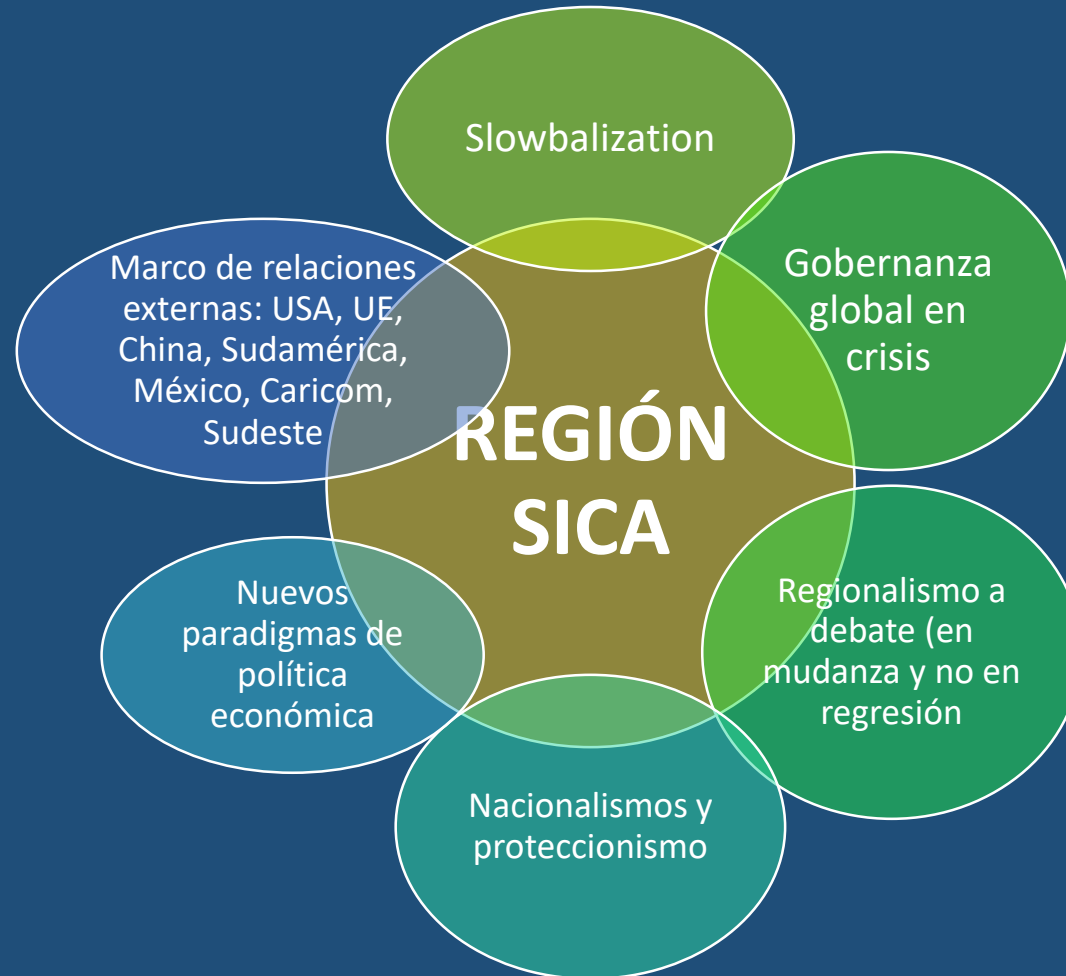 Slowbalization
Gobernanza
global en
crisis
Regionalismo a
debate (en
mudanza y no en
regresión
Nacionalismos y
proteccionismo
Nuevos
paradigmas de
política
económica
Marco de relaciones
externas: USA, UE,
China, Sudamérica,
México, Caricom,
Sudeste
REGIÓN
SICA